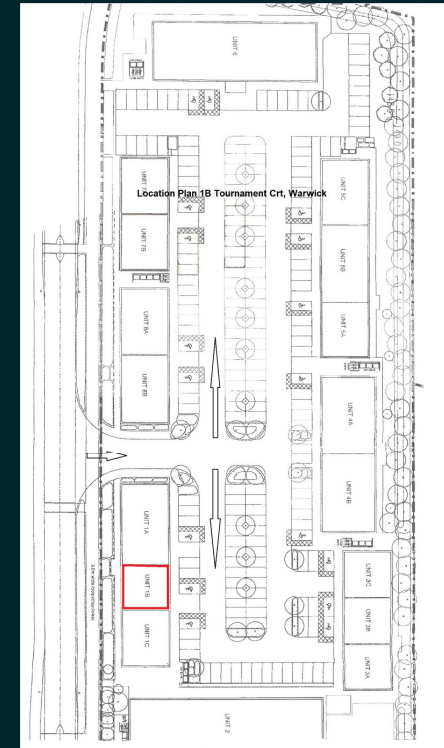 UNIT 6
Location Plan 1B Tournament Crt, Warwick
UNIT 7B
UNIT 8A
UNIT 8B
UNIT 1A
UNIT 1B
UNIT 1C
UNIT 5C
UNIT 5B
UNIT 5A
UNIT 4A
UNIT 4B
UNIT 3C
UNIT 3B
UNIT 3A
UNIT 2